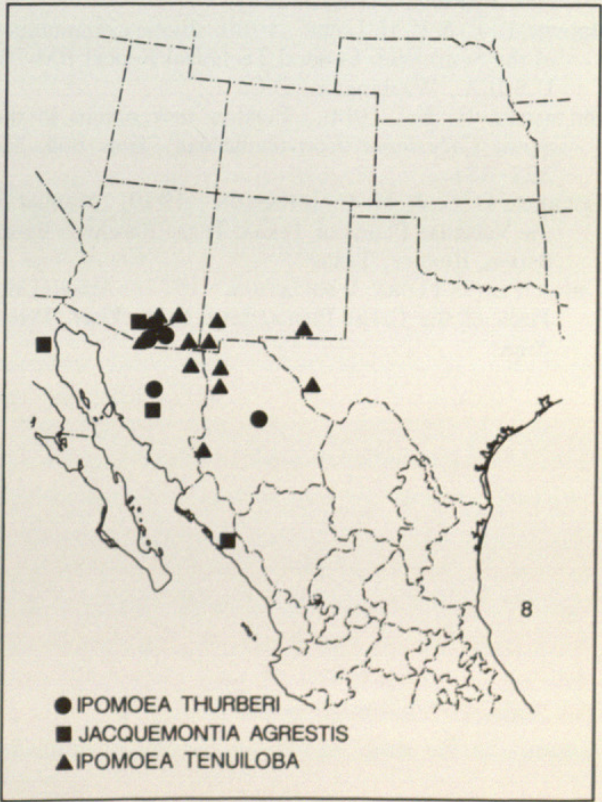 8
● IPOMOEA THURBERI
■ JACQUEMONTIA AGRESTIS
▲ IPOMOEA TENUILOBA